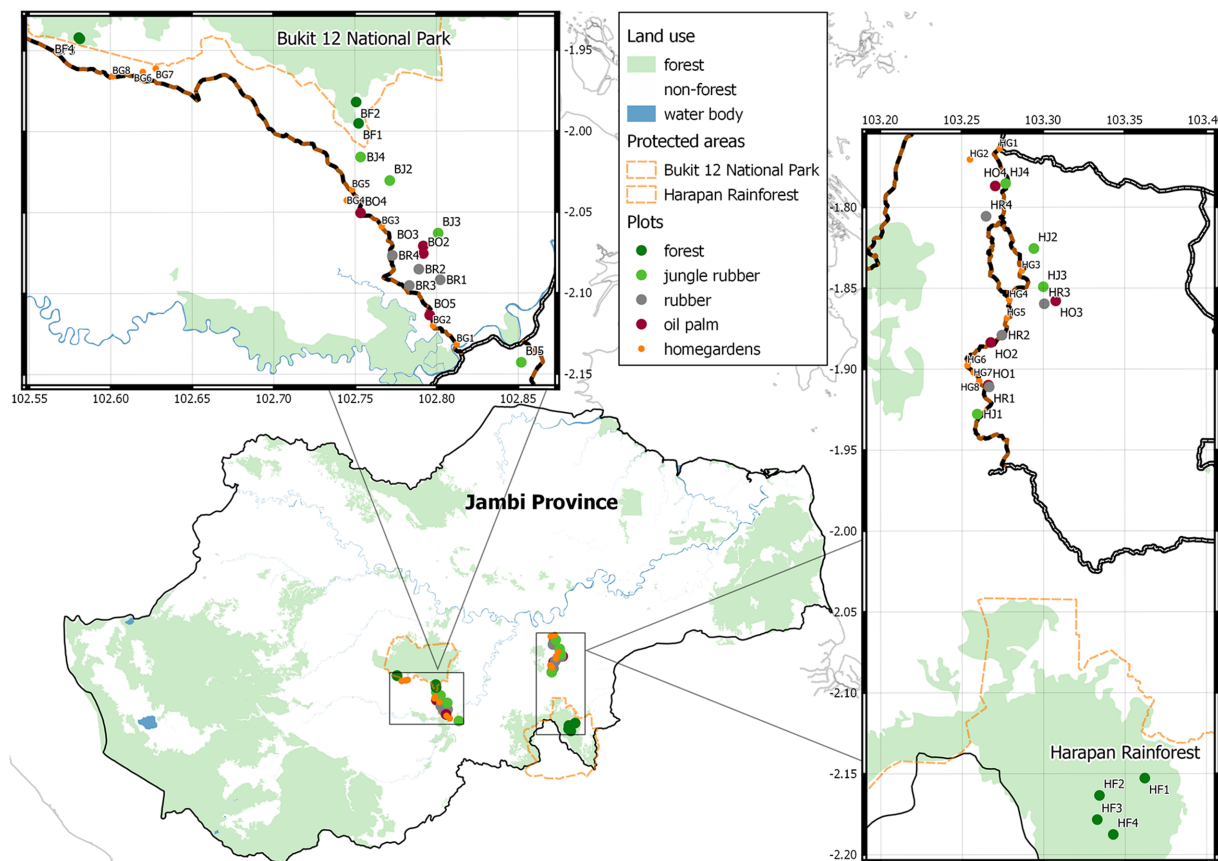 Bukit 12 National Park
BF4
BG8
BG6
BG7
BF2
BF1
BJ4
BJ2
BG5
BG4
BO4
BG3
BJ3
BO3
BO2
BR4
BR2
BR1
BR3
BO5
BG2
BG1
BJ5
-1.95
-2.00
-2.05
-2.10
-2.15
102.55
102.60
102.65
102.70
102.75
102.80
102.85
Land use
forest
non-forest
water body
Protected areas
Bukit 12 National Park
Harapan Rainforest
Plots
forest
jungle rubber
rubber
oil palm
homegardens
Jambi Province
103.20
103.25
103.30
103.35
103.4
-1.80
-1.85
-1.90
-1.95
-2.00
-2.05
-2.10
-2.15
-2.20
HG1
HG2
HO4
HJ4
HR4
HJ2
HG3
HJ3
HG4
HR3
HG5
HO3
HR2
HO2
HG6
HG7
HO1
HG8
HR1
HJ1
Harapan Rainforest
HF2
HF1
HF3
HF4